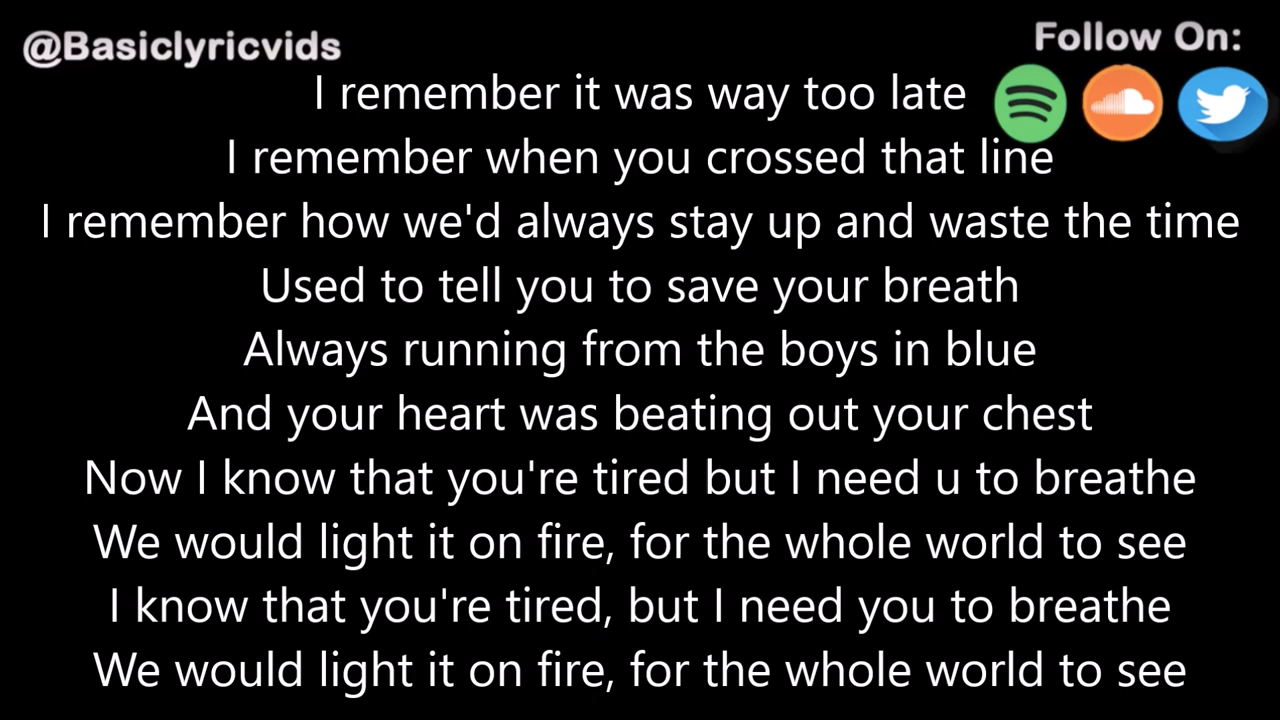 @Basiclyricvids
Follow On:
I remember it was way too late
I remember when you crossed that line
I remember how we'd always stay up and waste the time
Used to tell you to save your breath
Always running from the boys in blue
And your heart was beating out your chest
Now I know that you're tired but I need u to breathe
We would light it on fire, for the whole world to see
I know that you're tired, but I need you to breathe
We would light it on fire, for the whole world to see